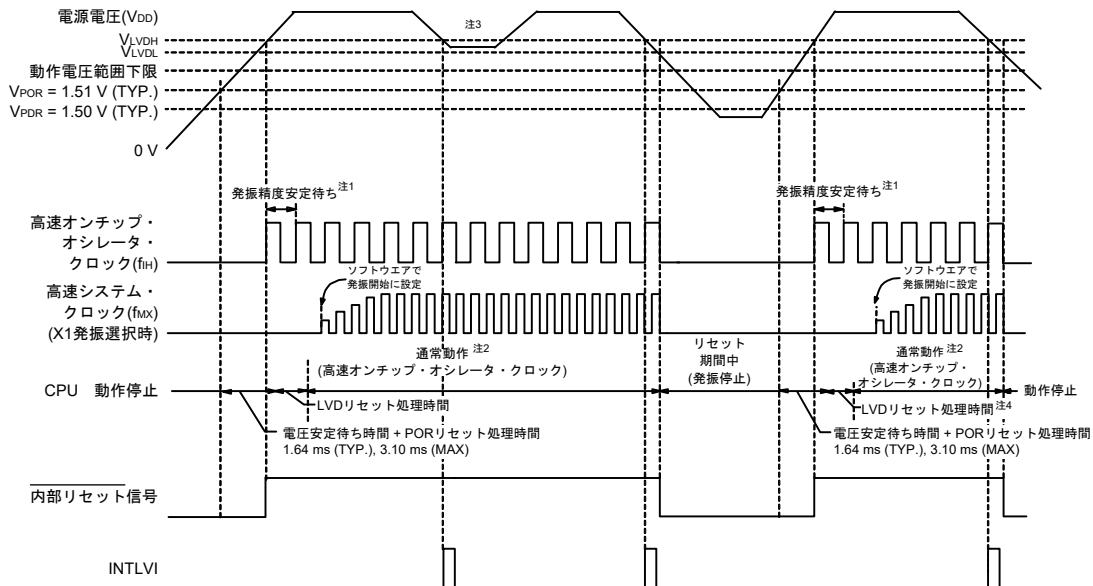 電源電圧(VDD)
注3
VLVDH
VLVDL
動作電圧範囲下限
VPOR = 1.51 V (TYP.)
VPDR = 1.50 V (TYP.)
0 V
発振精度安定待ち注1
発振精度安定待ち注1
高速オンチップ・
オシレータ・
クロック(fIH)
ソフトウエアで
発振開始に設定
ソフトウエアで
発振開始に設定
高速システム・
クロック(fMX)
(X1発振選択時)
通常動作 注2
(高速オンチップ・オシレータ・クロック)
リセット
期間中
(発振停止)
通常動作 注2
(高速オンチップ・
オシレータ・クロック)
CPU 動作停止
動作停止
LVDリセット処理時間
LVDリセット処理時間注4
電圧安定待ち時間 + PORリセット処理時間
1.64 ms (TYP.), 3.10 ms (MAX)
電圧安定待ち時間 + PORリセット処理時間
1.64 ms (TYP.), 3.10 ms (MAX)
内部リセット信号
INTLVI